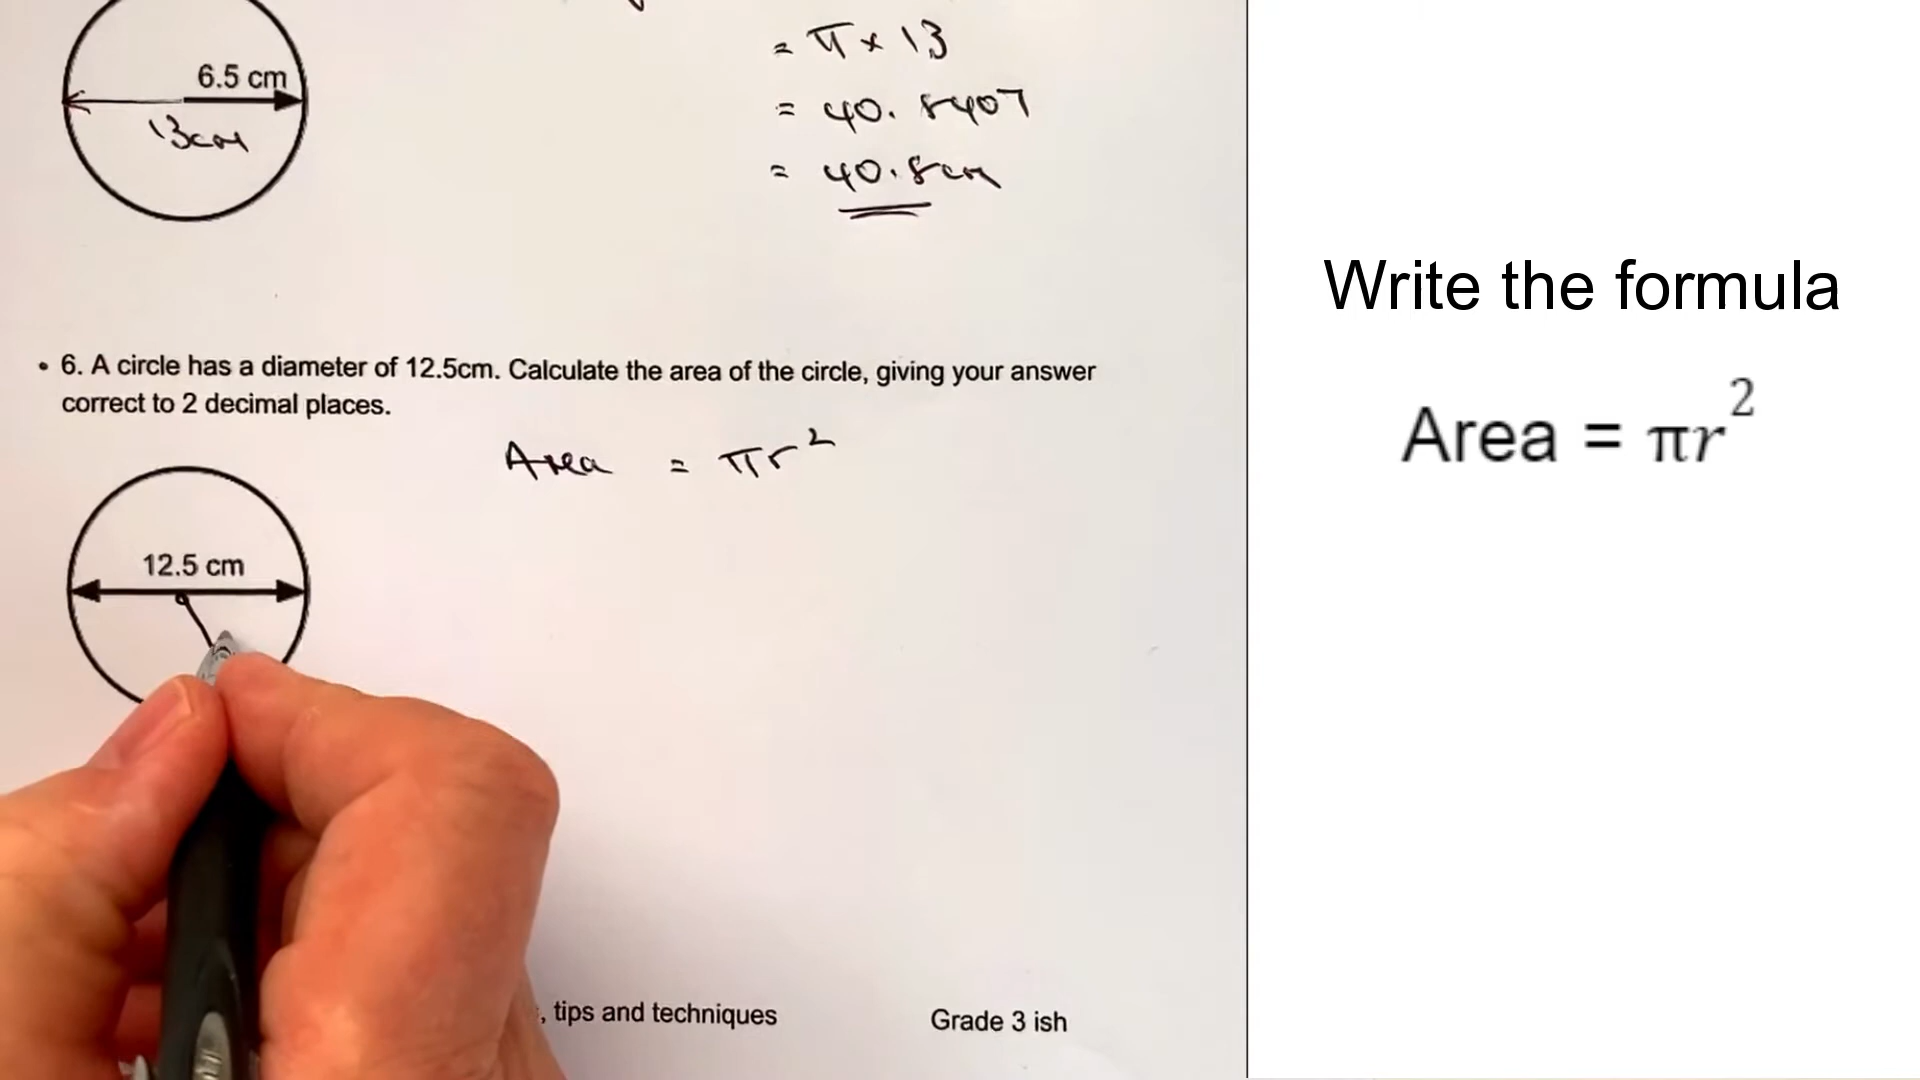 6.5 cm
13cm
= π × 13
= 40.8407
= 40.8cm
• 6. A circle has a diameter of 12.5cm. Calculate the area of the circle, giving your answer
correct to 2 decimal places.
Area = πr²
12.5 cm
, tips and techniques
Grade 3 ish
Write the formula
Area = πr²